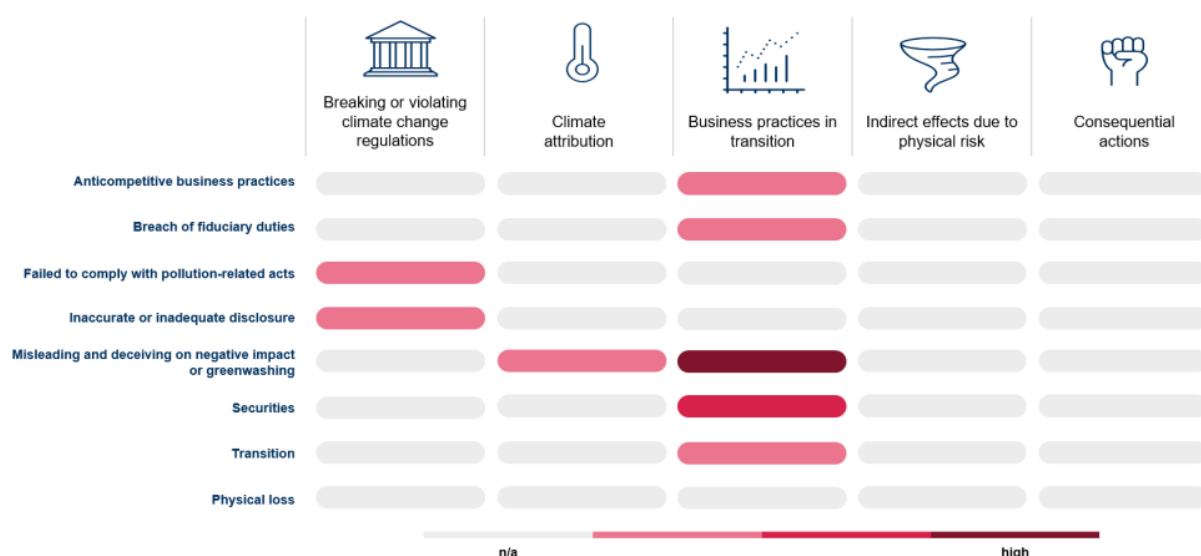 Breaking or violating
climate change
regulations
Climate
attribution
Business practices in
transition
Indirect effects due to
physical risk
Consequential
actions
Anticompetitive business practices
Breach of fiduciary duties
Failed to comply with pollution-related acts
Inaccurate or inadequate disclosure
Misleading and deceiving on negative impact
or greenwashing
Securities
Transition
Physical loss
n/a
high